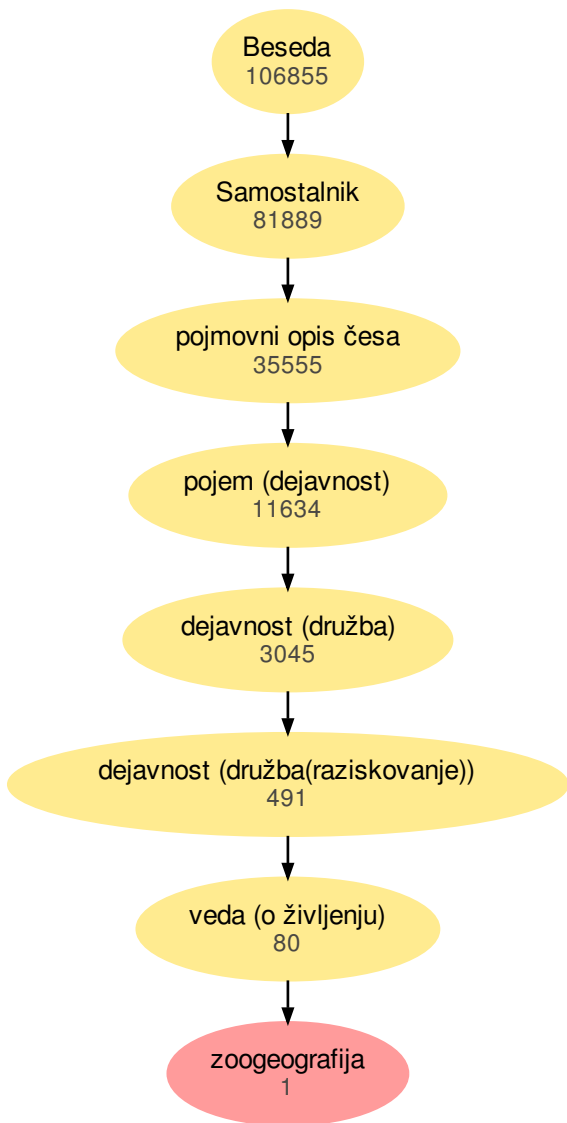 Beseda
106855
Samostalnik
81889
pojmovni opis česa
35555
pojem (dejavnost)
11634
dejavnost (družba)
3045
dejavnost (družba(raziskovanje))
491
veda (o življenju)
80
zoogeografija
1